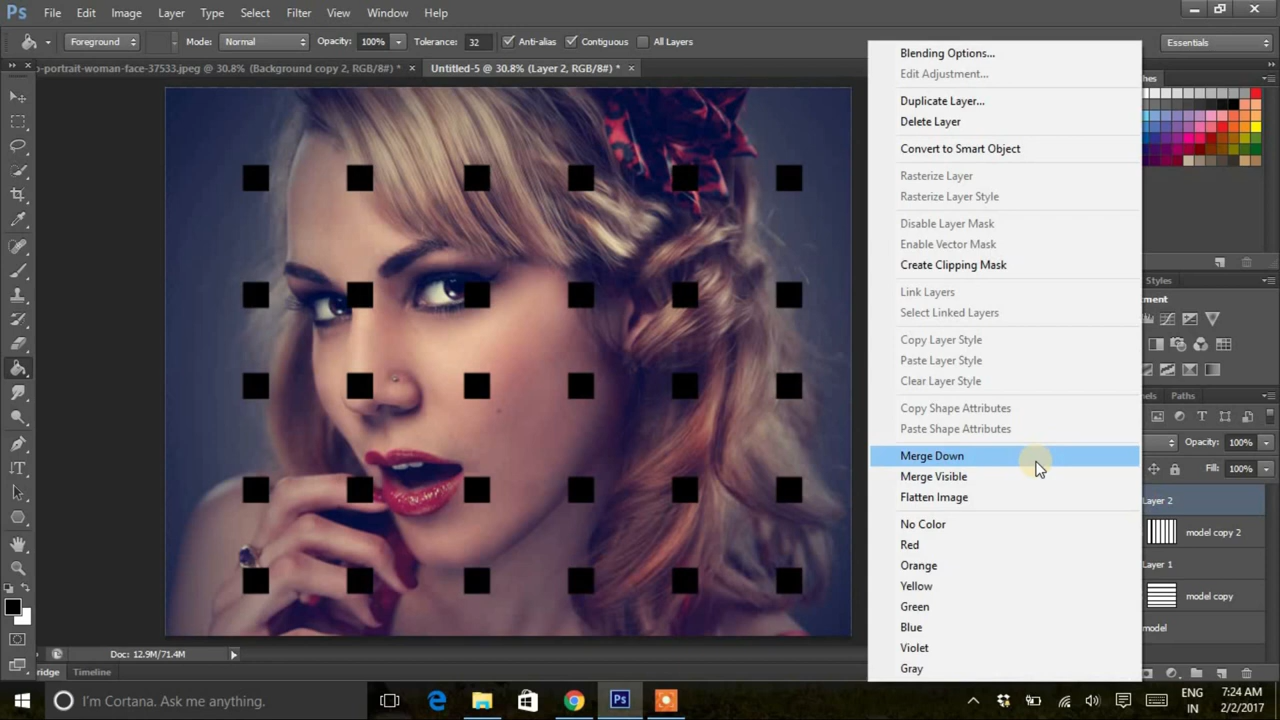 Ps File Edit Image Layer Type Select Filter View Window Help
Foreground Mode: Normal Opacity: 100% Tolerance: 32 Anti-alias Contiguous All Layers Essentials
o-portrait-woman-face-37533.jpeg @ 30.8% (Background copy 2, RGB/8#) * × Untitled-5 @ 30.8% (Layer 2, RGB/8#) * ×
Blending Options...
Edit Adjustment...
Duplicate Layer...
Delete Layer
Convert to Smart Object
Rasterize Layer
Rasterize Layer Style
Disable Layer Mask
Enable Vector Mask
Create Clipping Mask
Link Layers
Select Linked Layers
Copy Layer Style
Paste Layer Style
Clear Layer Style
Copy Shape Attributes
Paste Shape Attributes
Merge Down
Merge Visible
Flatten Image
No Color
Red
Orange
Yellow
Green
Blue
Violet
Gray
Styles
Paths
Opacity: 100%
Fill: 100%
Layer 2
model copy 2
Layer 1
model copy
model
Doc: 12.9M/71.4M
ridge Timeline
I'm Cortana. Ask me anything.
Ps
ENG
IN
7:24 AM
2/2/2017